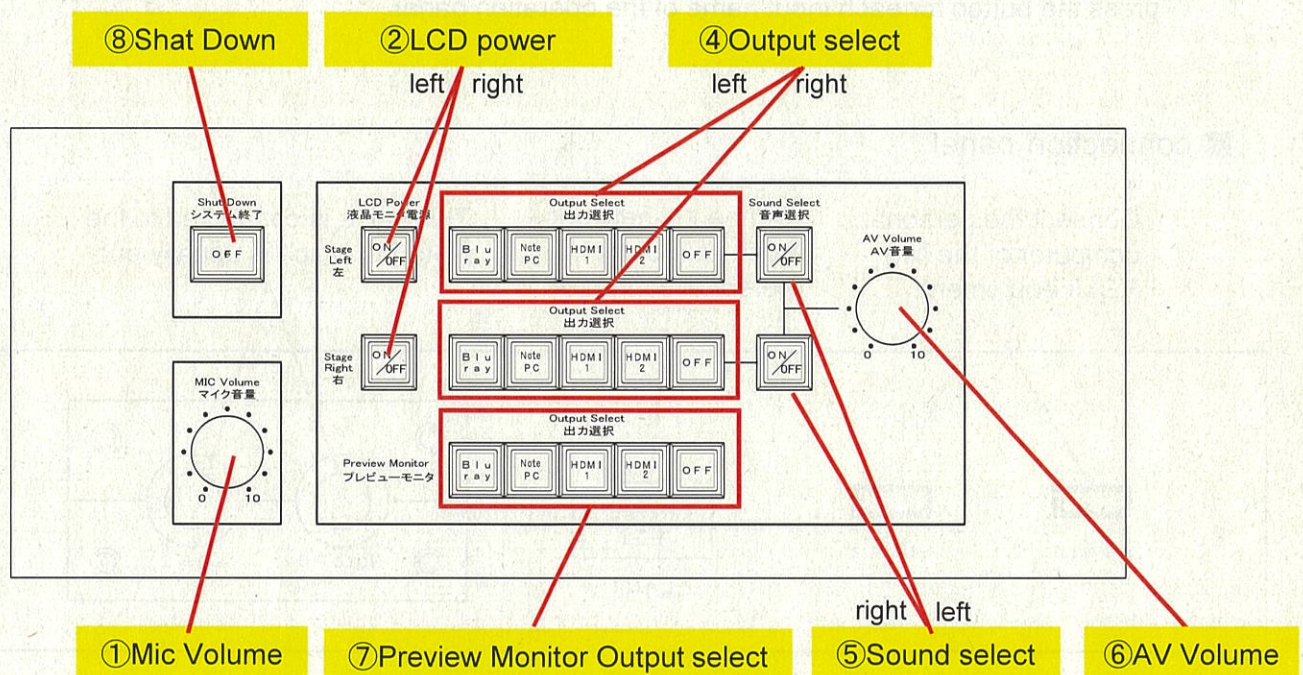 ⑧Shat Down
②LCD power
④Output select
left right
left right
Shut Down
システム終了
OFF
LCD Power
液晶モニタ電源
Stage
Left
左
ON/OFF
Output Select
出力選択
Blu
ray
Note
PC
HDMI
1
HDMI
2
OFF
Sound Select
音声選択
ON/OFF
AV Volume
AV音量
0 10
Stage
Right
右
ON/OFF
Output Select
出力選択
Blu
ray
Note
PC
HDMI
1
HDMI
2
OFF
ON/OFF
MIC Volume
マイク音量
0 10
Output Select
出力選択
Preview Monitor
プレビューモニタ
Blu
ray
Note
PC
HDMI
1
HDMI
2
OFF
right left
①Mic Volume
⑦Preview Monitor Output select
⑤Sound select
⑥AV Volume